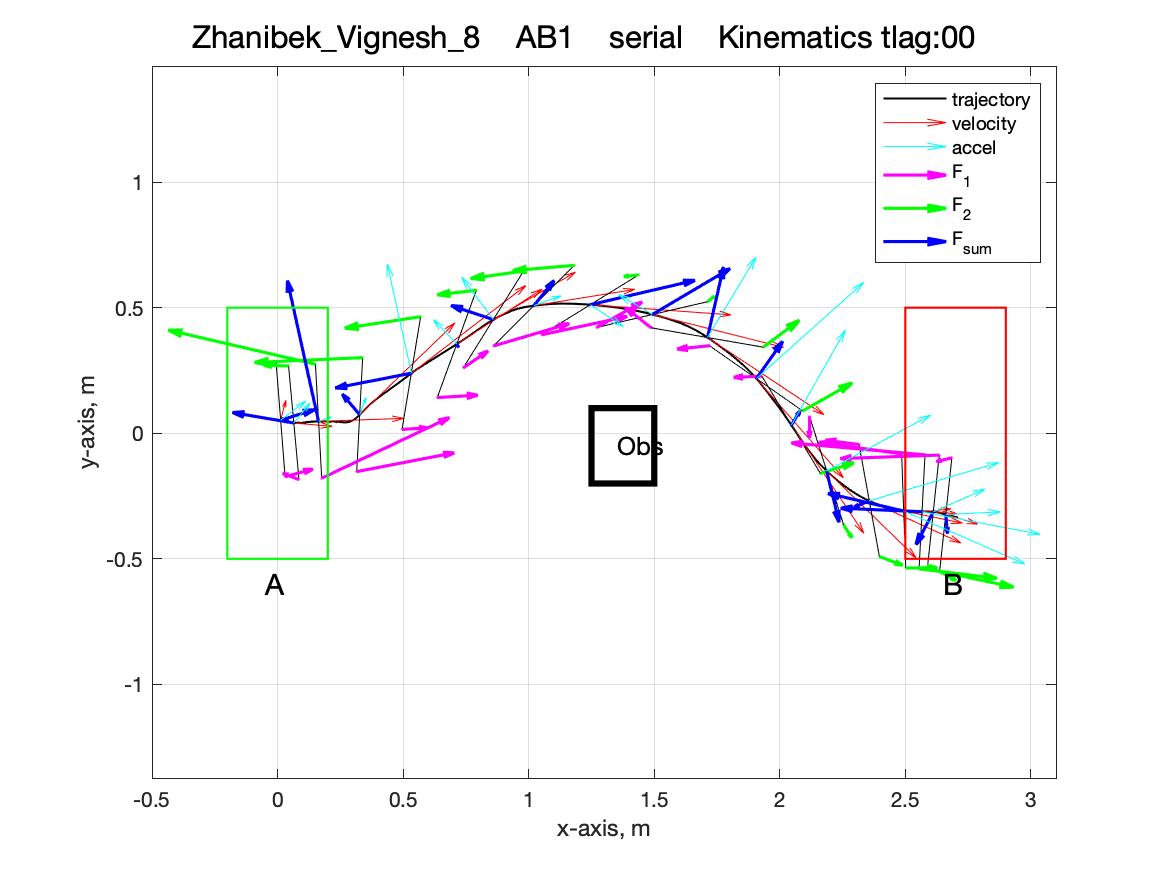 Zhanibek_Vignesh_8 AB1 serial Kinematics tlag:00
trajectory
velocity
accel
F1
F2
Fsum
1
0.5
0
-0.5
-1
y-axis, m
A
Obs
B
-0.5 0 0.5 1 1.5 2 2.5 3
x-axis, m